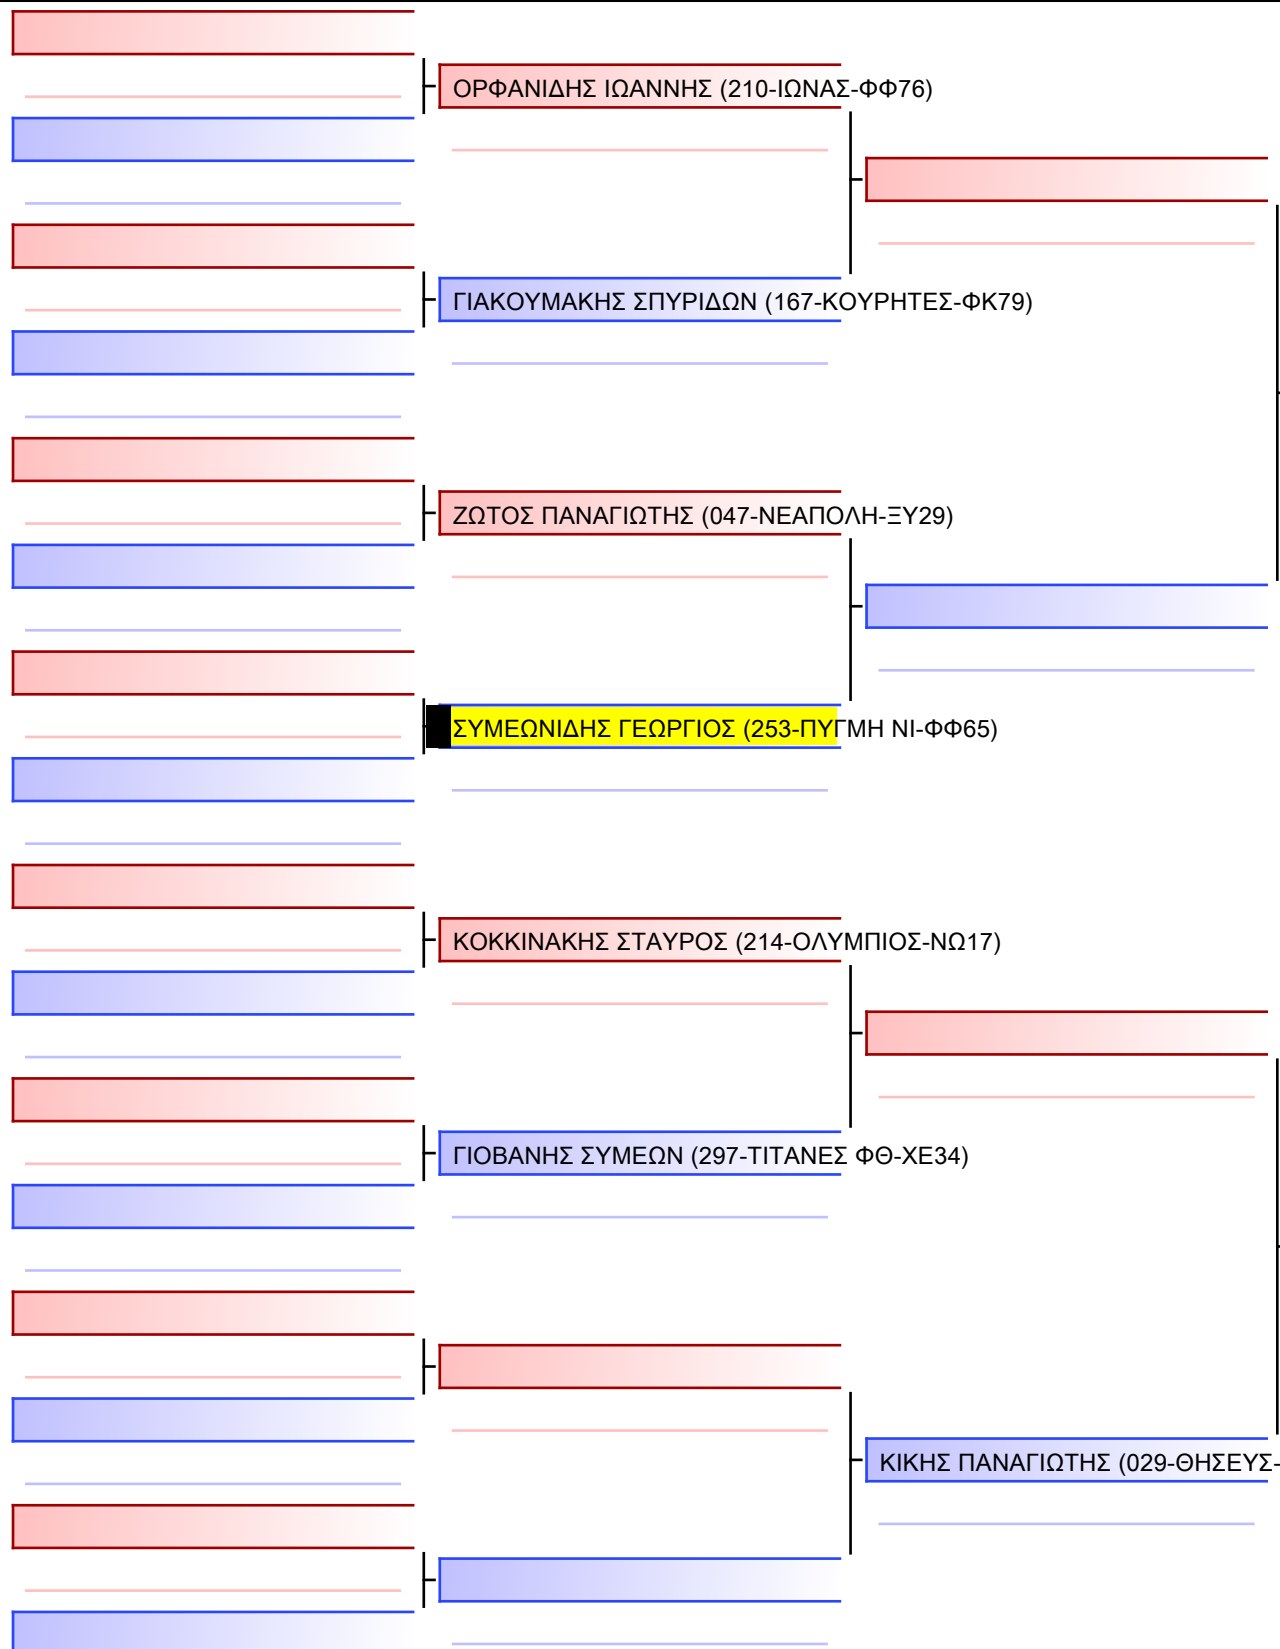 ΟΡΦΑΝΙΔΗΣ ΙΩΑΝΝΗΣ (210-ΙΩΝΑΣ-ΦΦ76)
ΓΙΑΚΟΥΜΑΚΗΣ ΣΠΥΡΙΔΩΝ (167-ΚΟΥΡΗΤΕΣ-ΦΚ79)
ΖΩΤΟΣ ΠΑΝΑΓΙΩΤΗΣ (047-ΝΕΑΠΟΛΗ-ΞΥ29)
ΣΥΜΕΩΝΙΔΗΣ ΓΕΩΡΓΙΟΣ (253-ΠΥΓΜΗ ΝΙ-ΦΦ65)
ΚΟΚΚΙΝΑΚΗΣ ΣΤΑΥΡΟΣ (214-ΟΛΥΜΠΙΟΣ-ΝΩ17)
ΓΙΟΒΑΝΗΣ ΣΥΜΕΩΝ (297-ΤΙΤΑΝΕΣ ΦΘ-ΧΕ34)
ΚΙΚΗΣ ΠΑΝΑΓΙΩΤΗΣ (029-ΘΗΣΕΥΣ-